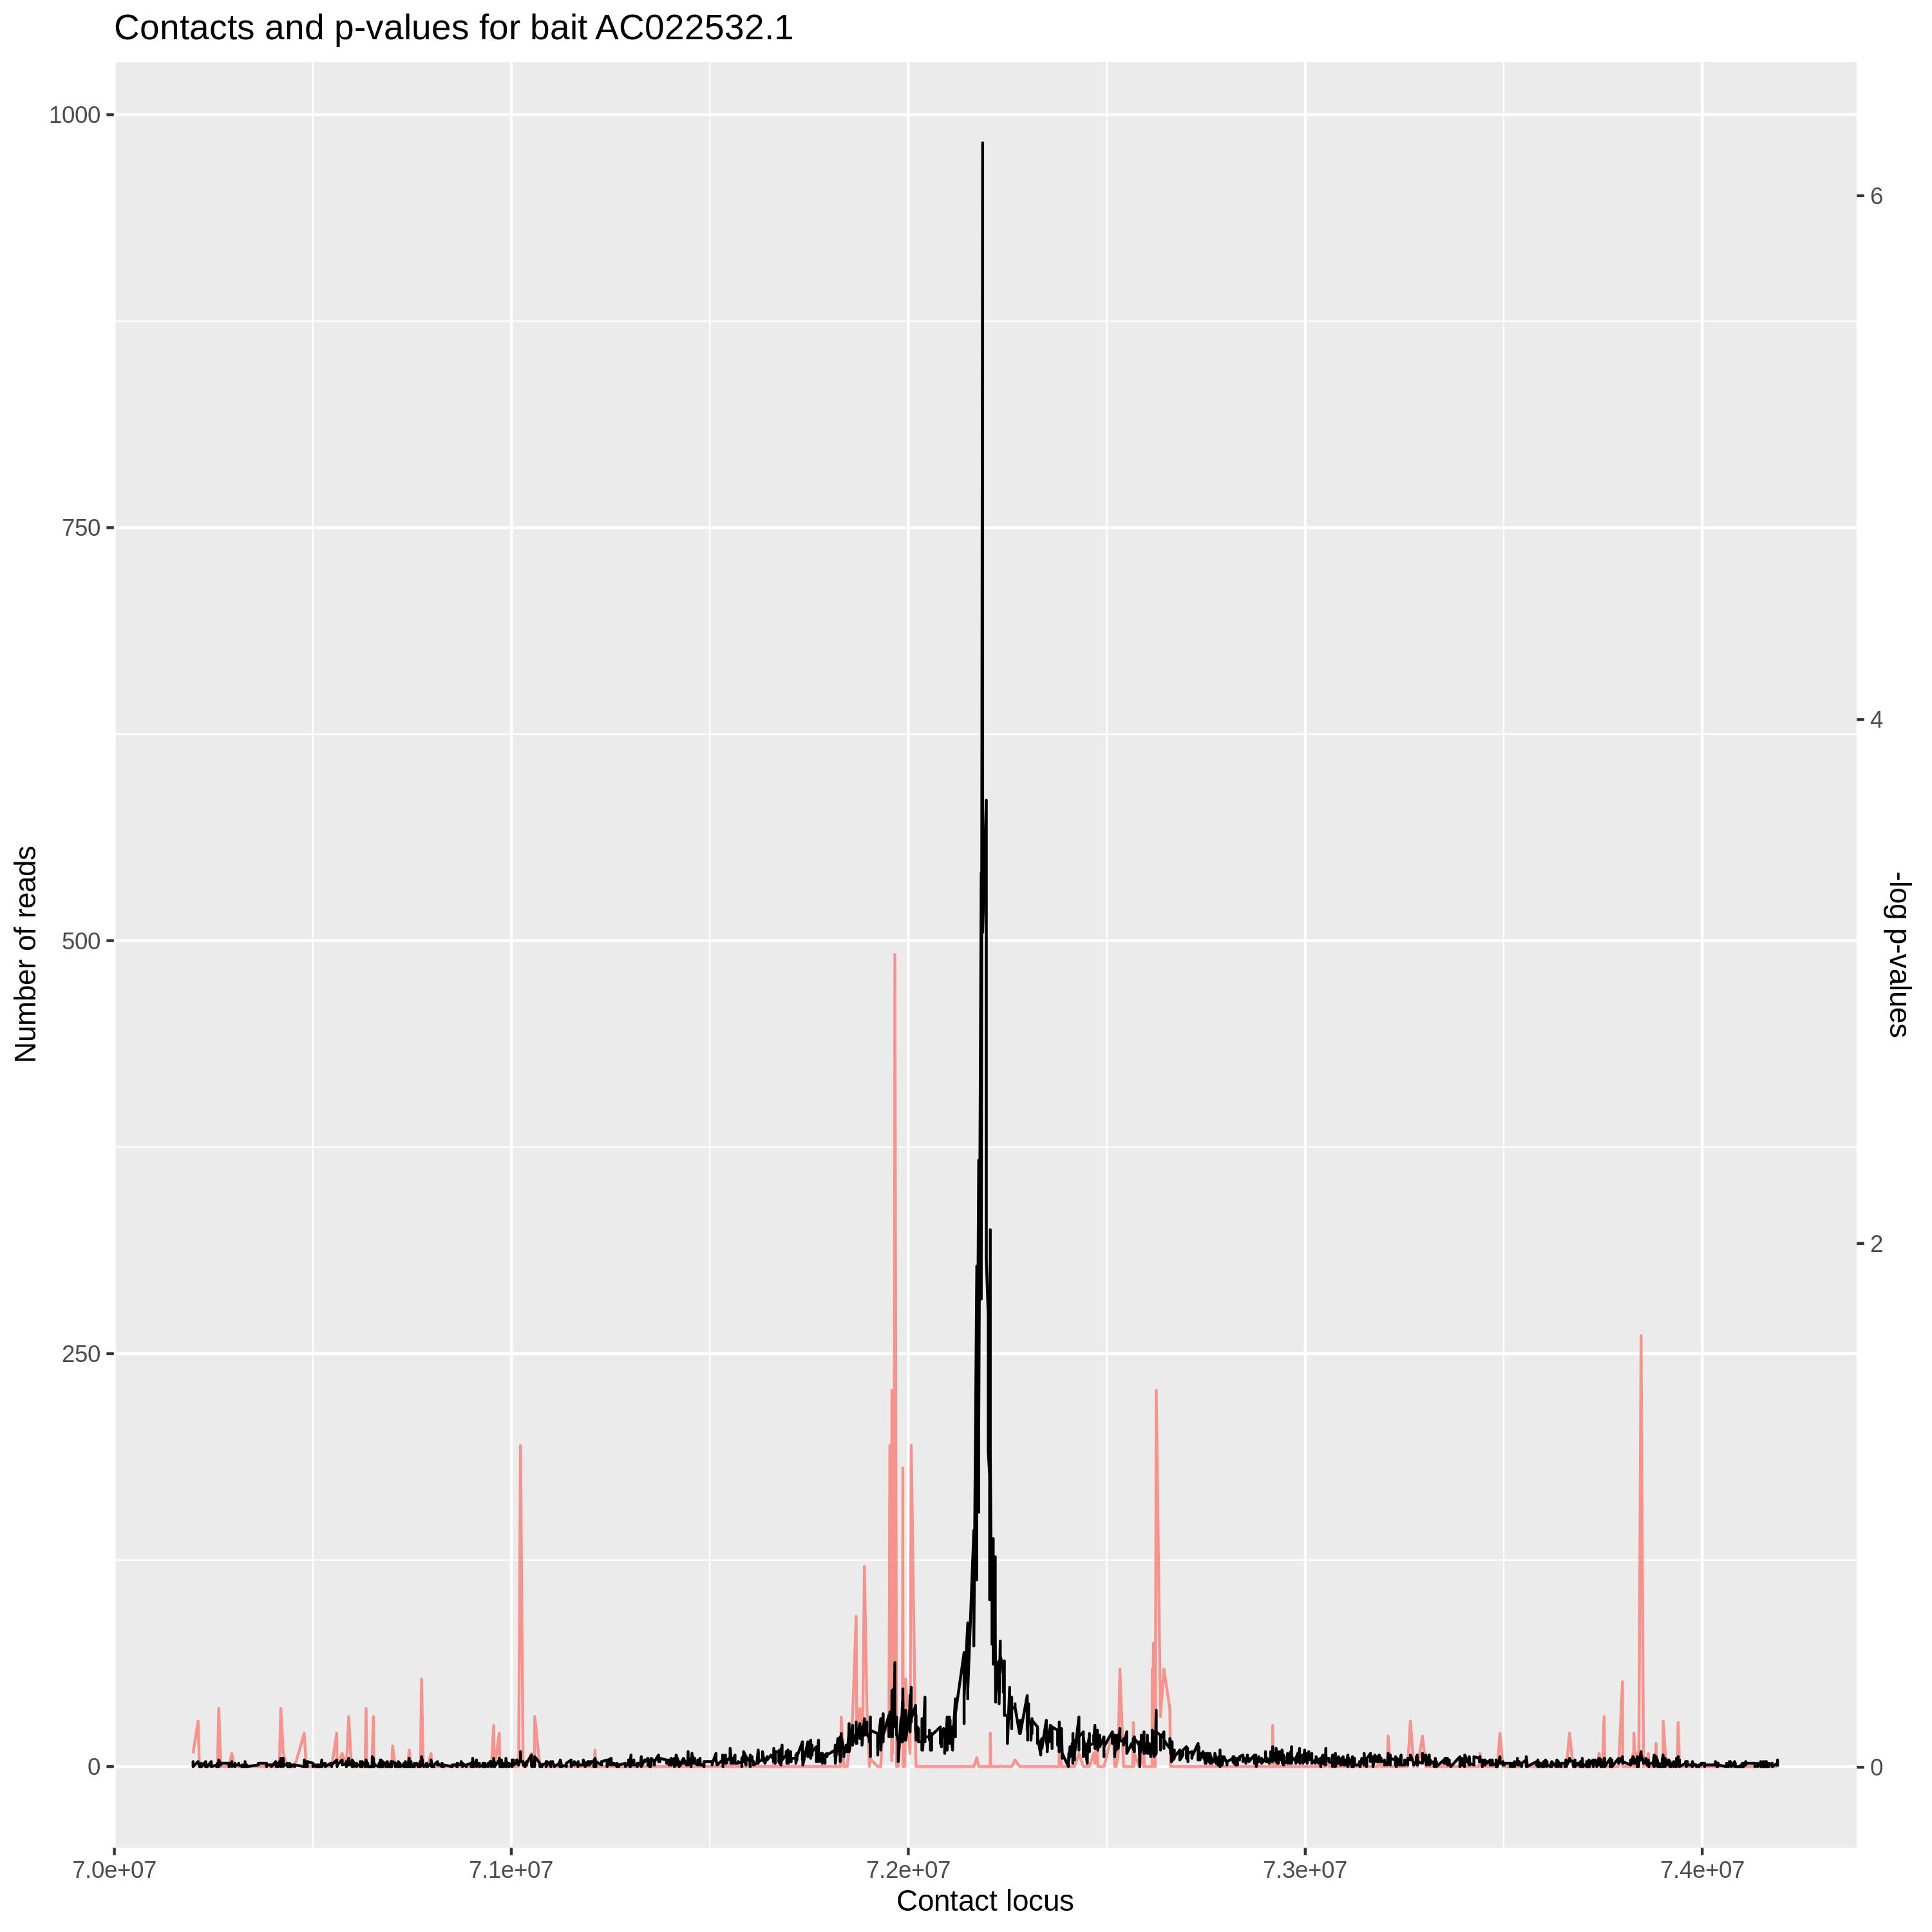 Contacts and p-values for bait AC022532.1
1000
750
500
250
0
6
4
2
0
Number of reads
-log p-values
7.0e+07
7.1e+07
7.2e+07
7.3e+07
7.4e+07
Contact locus